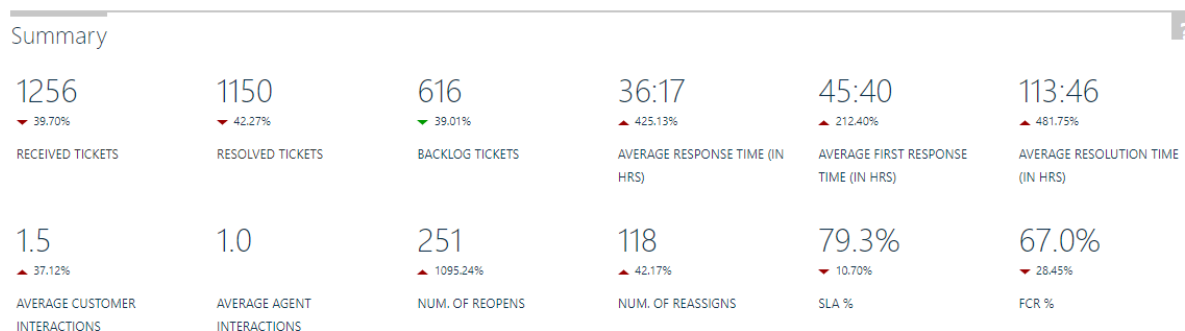 Summary
?
1256
39.70%
RECEIVED TICKETS
1150
42.27%
RESOLVED TICKETS
616
39.01%
BACKLOG TICKETS
36:17
425.13%
AVERAGE RESPONSE TIME (IN
HRS)
45:40
212.40%
AVERAGE FIRST RESPONSE
TIME (IN HRS)
113:46
481.75%
AVERAGE RESOLUTION TIME
(IN HRS)
1.5
37.12%
AVERAGE CUSTOMER
INTERACTIONS
1.0
AVERAGE AGENT
INTERACTIONS
251
1095.24%
NUM. OF REOPENS
118
42.17%
NUM. OF REASSIGNS
79.3%
10.70%
SLA %
67.0%
28.45%
FCR %